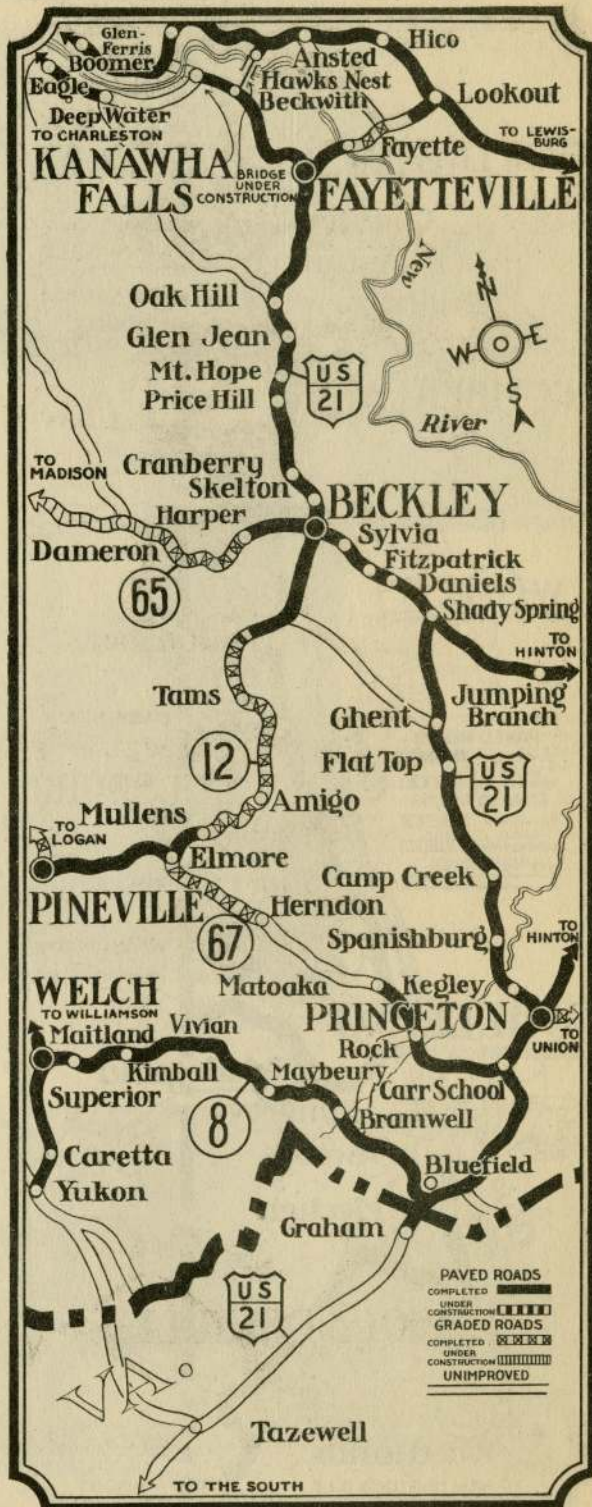 Glen-
Ferris
Boomer
Eagle
Deep Water
TO CHARLESTON
KANAWHA
FALLS
BRIDGE
UNDER
CONSTRUCTION
Ansted
Hawks Nest
Beckwith
Hico
Lookout
TO LEWIS-
BURG
Fayette
FAYETTEVILLE
New
River
N
W E
S
Oak Hill
Glen Jean
Mt. Hope
Price Hill
US
21
Cranberry
Skelton
TO
MADISON
Harper
BECKLEY
Dameron
65
Sylvia
Fitzpatrick
Daniels
Shady Spring
TO
HINTON
Jumping
Branch
Tams
Ghent
12
Flat Top
US
21
Mullens
Amigo
TO
LOGAN
Elmore
Camp Creek
PINEVILLE
Herndon
67
Spanishburg
TO
HINTON
WELCH
TO WILLIAMSON
Matoaka
Kegley
PRINCETON
TO
UNION
Maitland
Vivian
Rock
Kimball
Maybeury
Carr School
Superior
8
Bramwell
Caretta
Bluefield
Yukon
Graham
US
21
PAVED ROADS
COMPLETED
UNDER
CONSTRUCTION
GRADED ROADS
COMPLETED
UNDER
CONSTRUCTION
UNIMPROVED
VA.
Tazewell
TO THE SOUTH